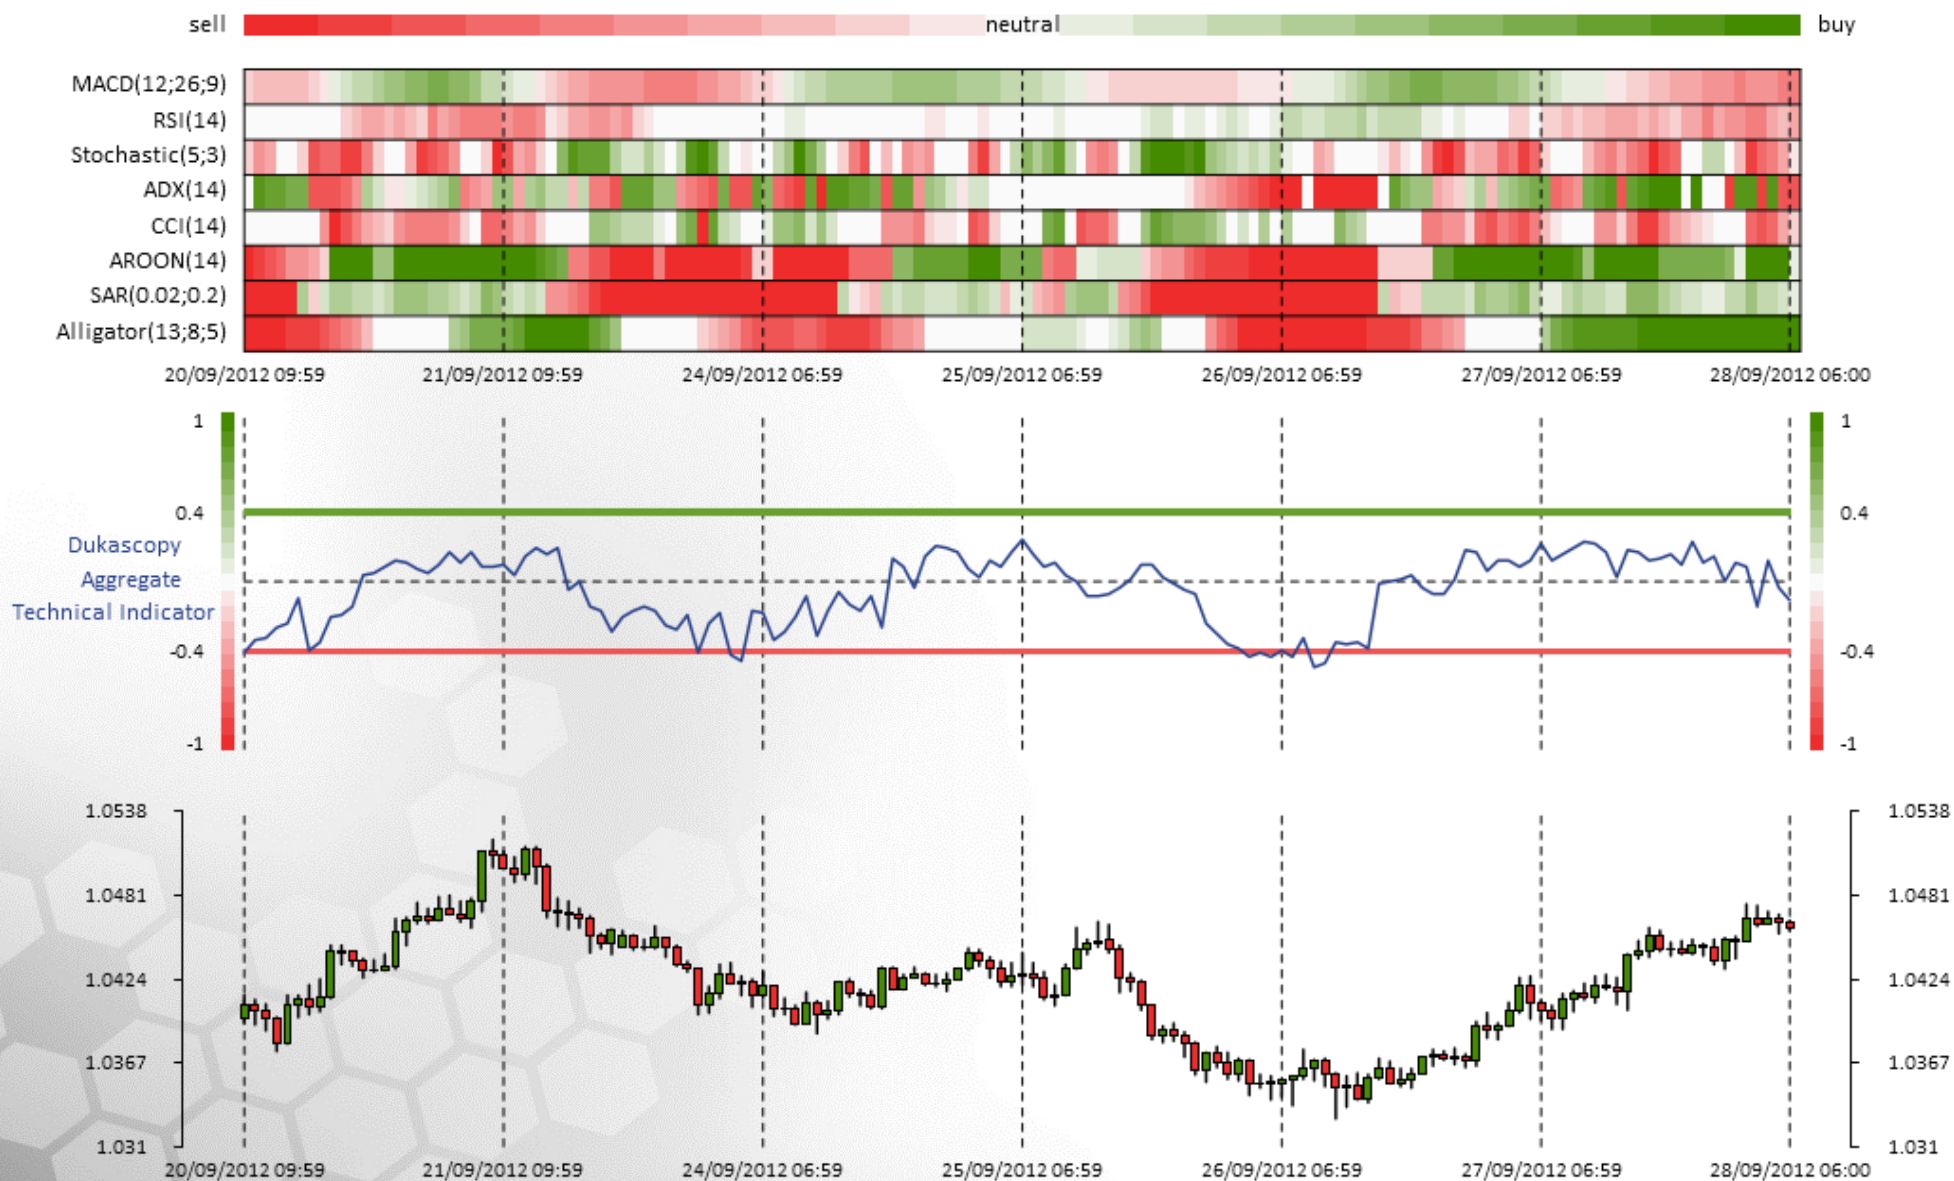 sell neutral buy
MACD(12;26;9)
RSI(14)
Stochastic(5;3)
ADX(14)
CCI(14)
AROON(14)
SAR(0.02;0.2)
Alligator(13;8;5)
20/09/2012 09:59 21/09/2012 09:59 24/09/2012 06:59 25/09/2012 06:59 26/09/2012 06:59 27/09/2012 06:59 28/09/2012 06:00
1 1
0.4 0.4
Dukascopy
Aggregate
Technical Indicator
-0.4 -0.4
-1 -1
1.0538 1.0538
1.0481 1.0481
1.0424 1.0424
1.0367 1.0367
1.031 1.031
20/09/2012 09:59 21/09/2012 09:59 24/09/2012 06:59 25/09/2012 06:59 26/09/2012 06:59 27/09/2012 06:59 28/09/2012 06:00